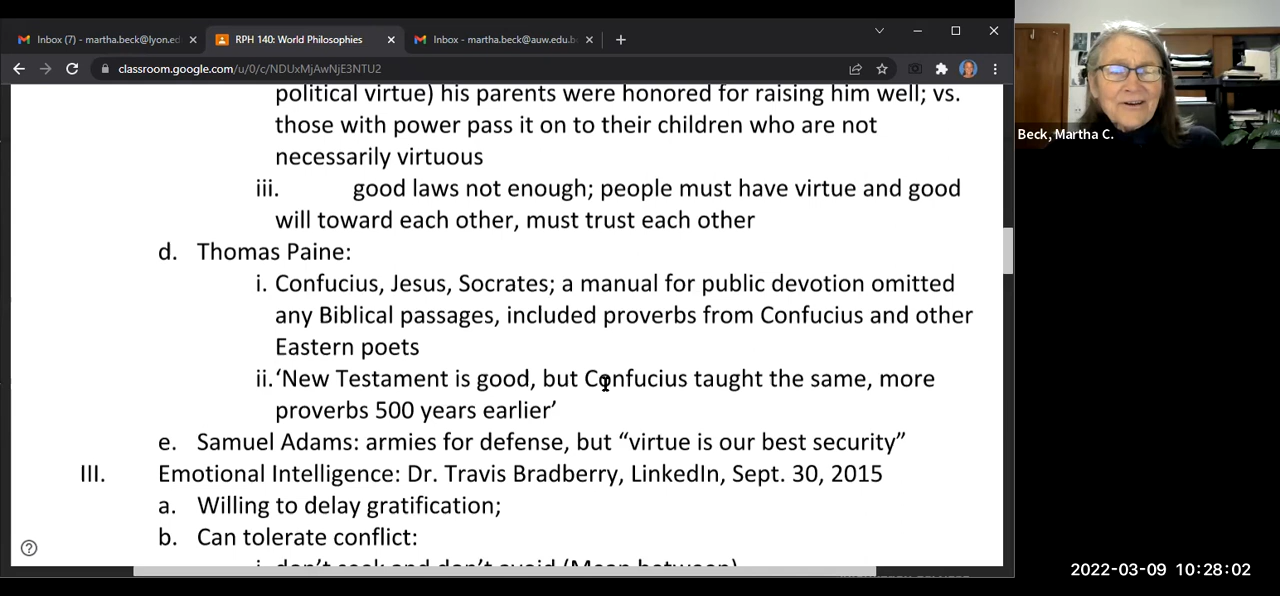 Inbox (7) - martha.beck@lyon.ed
RPH 140: World Philosophies
Inbox - martha.beck@auw.edu.b
classroom.google.com/u/0/c/NDUxMjAwNjE3NTU2
political virtue) his parents were honored for raising him well; vs.
those with power pass it on to their children who are not
necessarily virtuous
iii. good laws not enough; people must have virtue and good
will toward each other, must trust each other
d. Thomas Paine:
i. Confucius, Jesus, Socrates; a manual for public devotion omitted
any Biblical passages, included proverbs from Confucius and other
Eastern poets
ii. ‘New Testament is good, but Confucius taught the same, more
proverbs 500 years earlier’
e. Samuel Adams: armies for defense, but “virtue is our best security”
III. Emotional Intelligence: Dr. Travis Bradberry, LinkedIn, Sept. 30, 2015
a. Willing to delay gratification;
b. Can tolerate conflict:
i. don’t seek and don’t avoid (Mean between)
Beck, Martha C.
2022-03-09 10:28:02